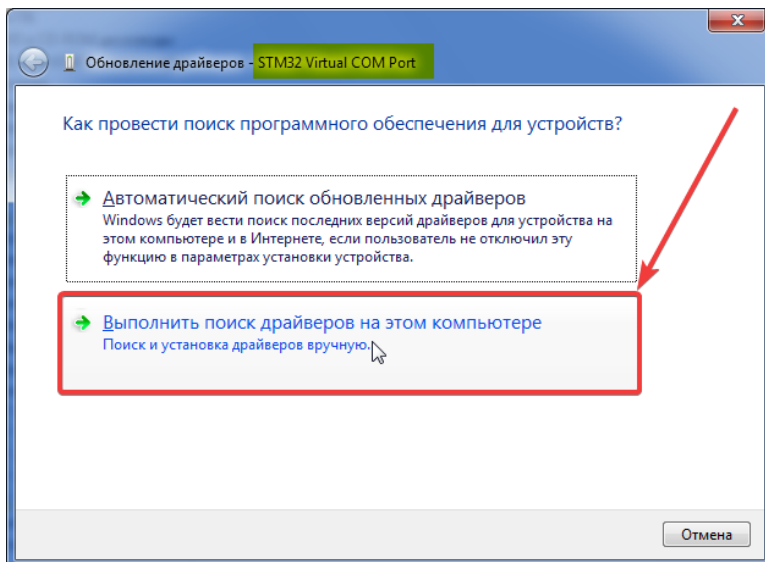 Обновление драйверов - STM32 Virtual COM Port
Как провести поиск программного обеспечения для устройств?
Автоматический поиск обновленных драйверов
Windows будет вести поиск последних версий драйверов для устройства на
этом компьютере и в Интернете, если пользователь не отключил эту
функцию в параметрах установки устройства.
Выполнить поиск драйверов на этом компьютере
Поиск и установка драйверов вручную.
Отмена